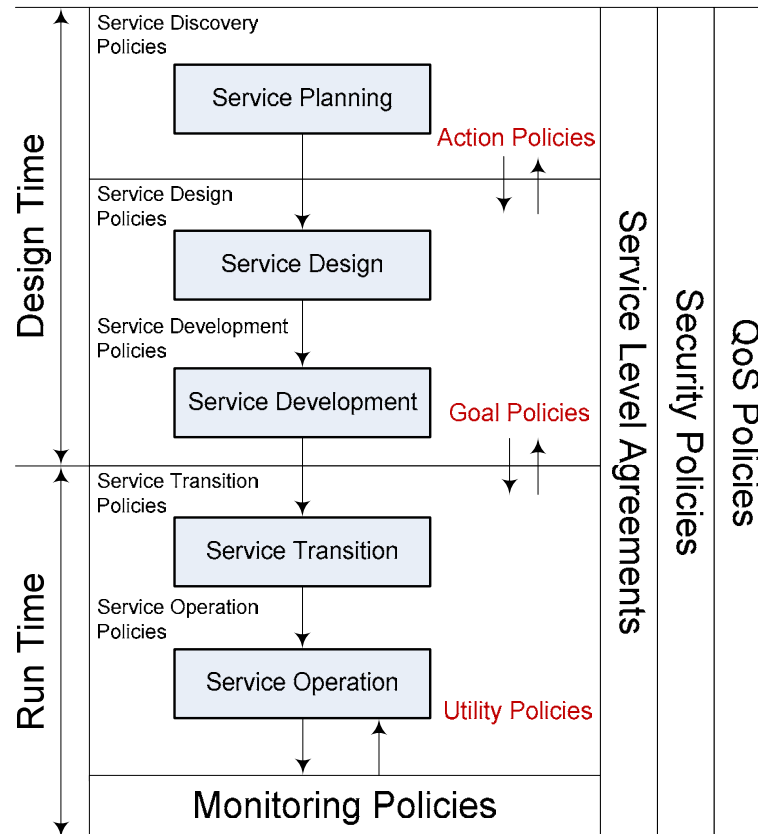 Service Discovery
Policies
Service Planning
Action Policies
Service Design
Policies
Service Design
Service Development
Policies
Service Development
Goal Policies
Design Time
Service Transition
Policies
Service Transition
Service Operation
Policies
Service Operation
Utility Policies
Run Time
Monitoring Policies
Service Level Agreements
Security Policies
QoS Policies